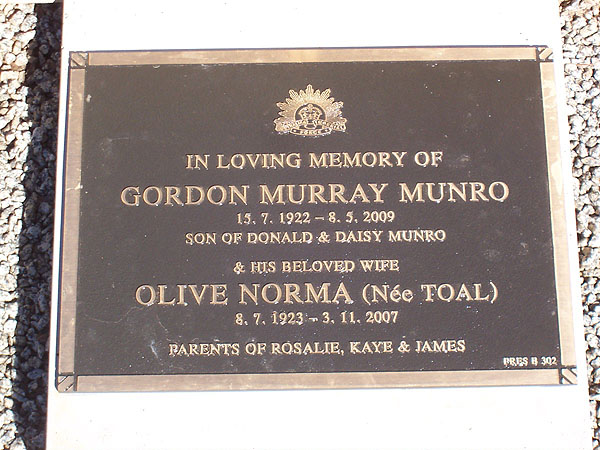 IN LOVING MEMORY OF
GORDON MURRAY MUNRO
15. 7. 1922 – 8. 5. 2009
SON OF DONALD & DAISY MUNRO
& HIS BELOVED WIFE
OLIVE NORMA (Née TOAL)
8. 7. 1923 – 3. 11. 2007
PARENTS OF ROSALIE, KAYE & JAMES
PRES H 302